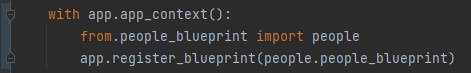 with app.app_context():
from.people_blueprint import people
app.register_blueprint(people.people_blueprint)